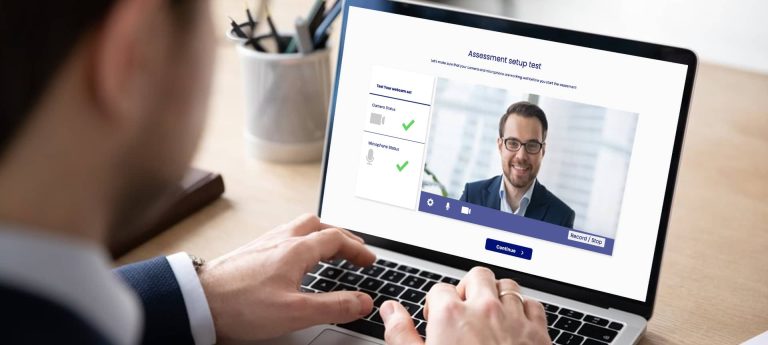 Assessment setup test
Let's make sure that your camera and microphone are working well before you start the assessment
Test Your webcam set
Camera Status
Microphone Status
Record / Stop
Continue